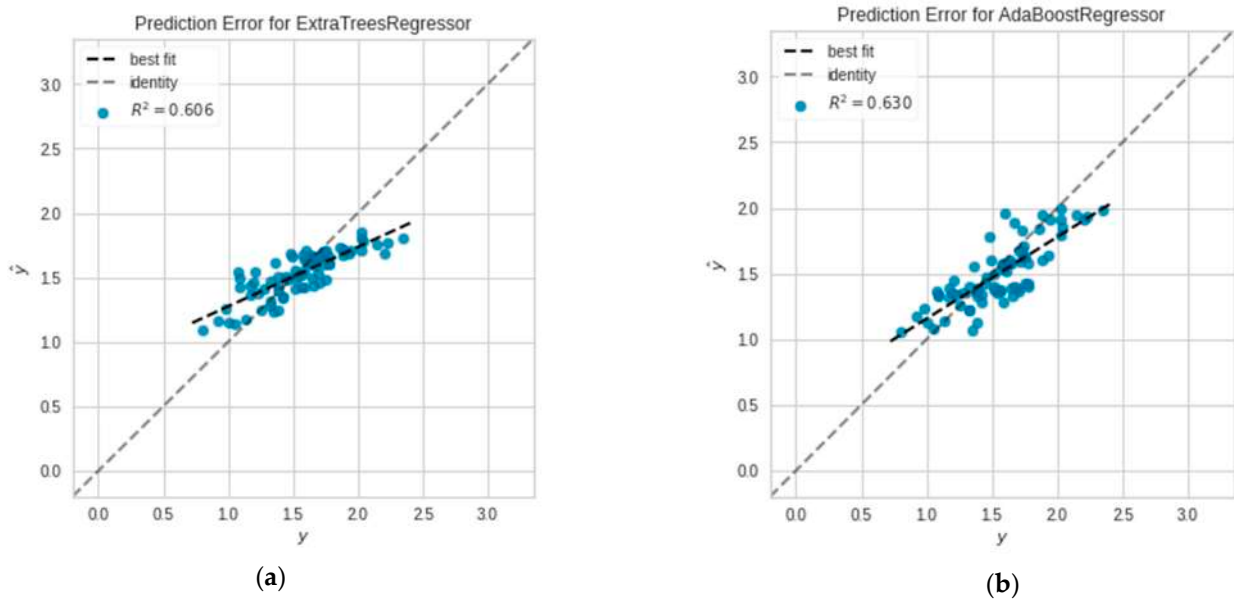 Prediction Error for ExtraTreesRegressor
best fit
identity
R² = 0.606
3.0
2.5
2.0
1.5
1.0
0.5
0.0
ŷ
0.0 0.5 1.0 1.5 2.0 2.5 3.0
y
(a)
Prediction Error for AdaBoostRegressor
best fit
identity
R² = 0.630
3.0
2.5
2.0
1.5
1.0
0.5
0.0
ŷ
0.0 0.5 1.0 1.5 2.0 2.5 3.0
y
(b)